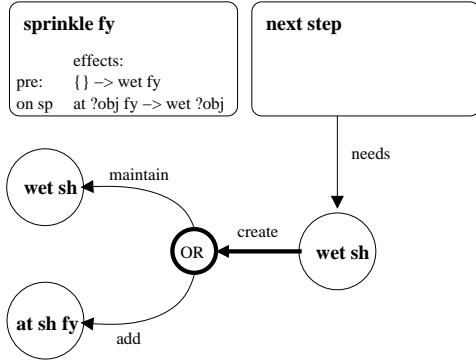 sprinkle fy
effects:
pre: {} –> wet fy
on sp at ?obj fy –> wet ?obj
next step
needs
maintain
wet sh
create
OR
wet sh
at sh fy
add